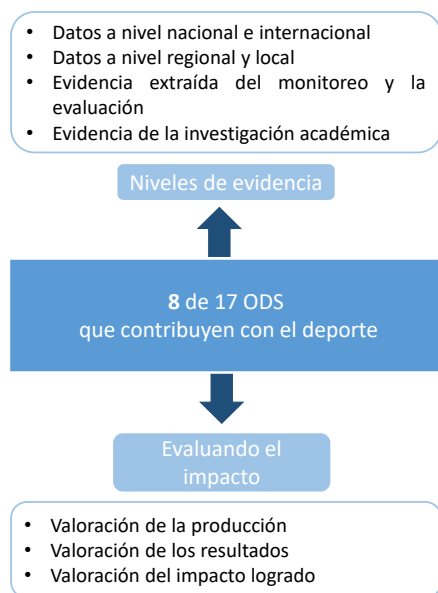 • Datos a nivel nacional e internacional
• Datos a nivel regional y local
• Evidencia extraída del monitoreo y la
evaluación
• Evidencia de la investigación académica
Niveles de evidencia
8 de 17 ODS
que contribuyen con el deporte
Evaluando el
impacto
• Valoración de la producción
• Valoración de los resultados
• Valoración del impacto logrado